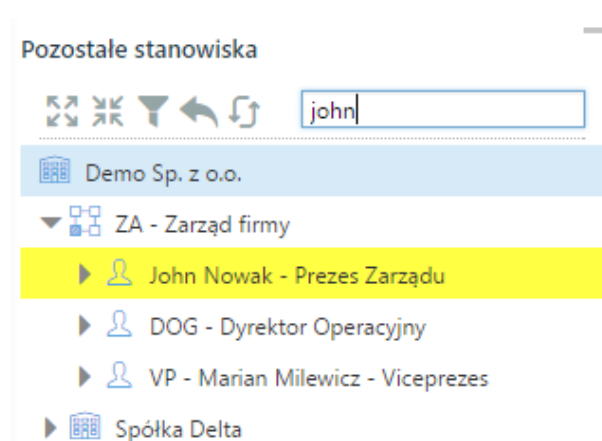 Pozostałe stanowiska
john
Demo Sp. z o.o.
ZA - Zarząd firmy
John Nowak - Prezes Zarządu
DOG - Dyrektor Operacyjny
VP - Marian Milewicz - Viceprezes
Spółka Delta